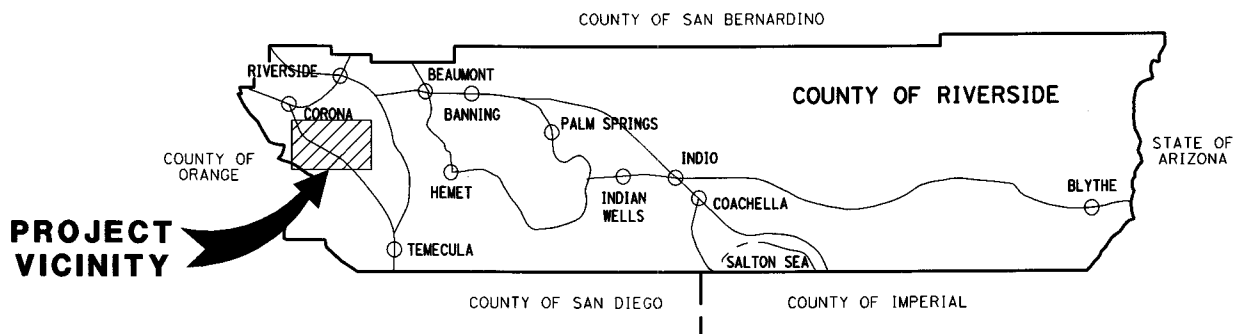 COUNTY OF SAN BERNARDINO
RIVERSIDE
BEAUMONT
COUNTY OF RIVERSIDE
CORONA
BANNING
PALM SPRINGS
STATE OF
ARIZONA
COUNTY OF
ORANGE
INDIO
HEMET
INDIAN
WELLS
COACHELLA
BLYTHE
PROJECT
VICINITY
TEMECULA
SALTON SEA
COUNTY OF SAN DIEGO
COUNTY OF IMPERIAL